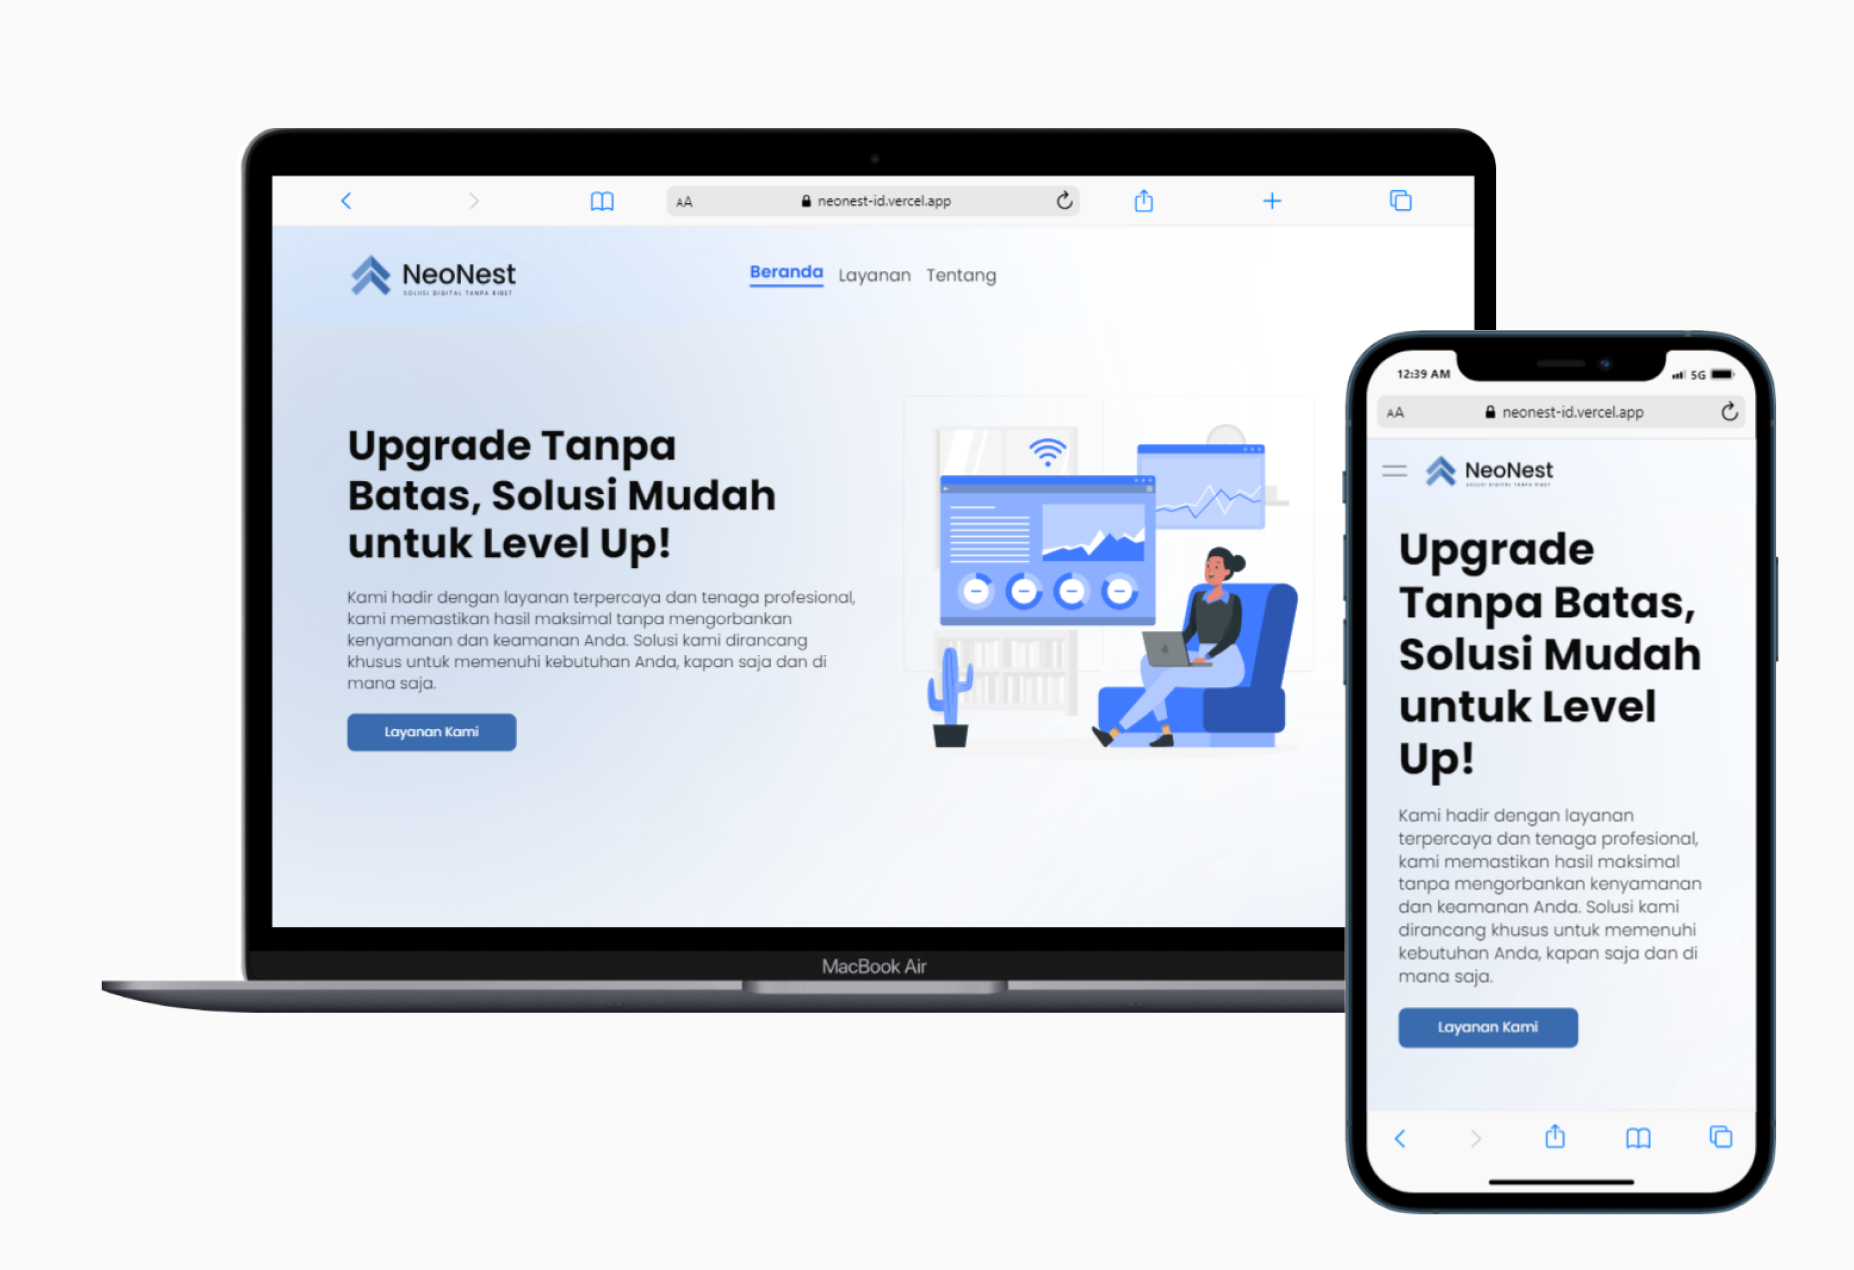 AA neonest-id.vercel.app
NeoNest
SOLUSI DIGITAL TANPA RIBET
Beranda Layanan Tentang
Upgrade Tanpa
Batas, Solusi Mudah
untuk Level Up!
Kami hadir dengan layanan terpercaya dan tenaga profesional,
kami memastikan hasil maksimal tanpa mengorbankan
kenyamanan dan keamanan Anda. Solusi kami dirancang
khusus untuk memenuhi kebutuhan Anda, kapan saja dan di
mana saja.
Layanan Kami
MacBook Air
12:39 AM 5G
AA neonest-id.vercel.app
NeoNest
SOLUSI DIGITAL TANPA RIBET
Upgrade
Tanpa Batas,
Solusi Mudah
untuk Level
Up!
Kami hadir dengan layanan
terpercaya dan tenaga profesional,
kami memastikan hasil maksimal
tanpa mengorbankan kenyamanan
dan keamanan Anda. Solusi kami
dirancang khusus untuk memenuhi
kebutuhan Anda, kapan saja dan di
mana saja.
Layanan Kami